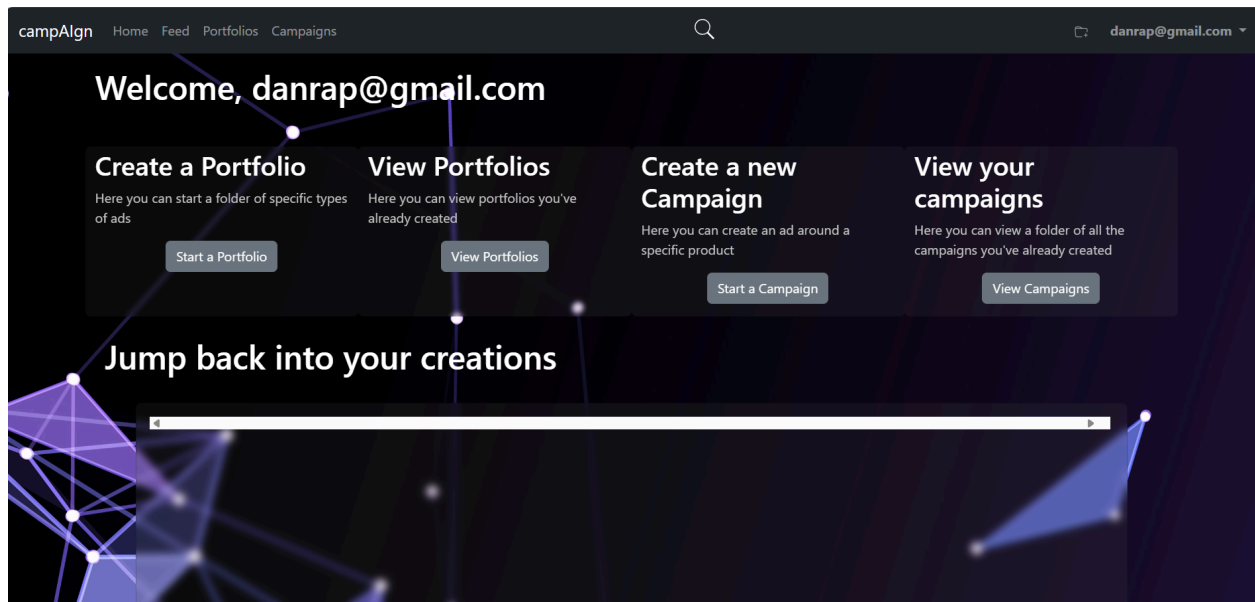 campAIgn Home Feed Portfolios Campaigns danrap@gmail.com
Welcome, danrap@gmail.com
Create a Portfolio
Here you can start a folder of specific types
of ads
Start a Portfolio
View Portfolios
Here you can view portfolios you've
already created
View Portfolios
Create a new
Campaign
Here you can create an ad around a
specific product
Start a Campaign
View your
campaigns
Here you can view a folder of all the
campaigns you've already created
View Campaigns
Jump back into your creations